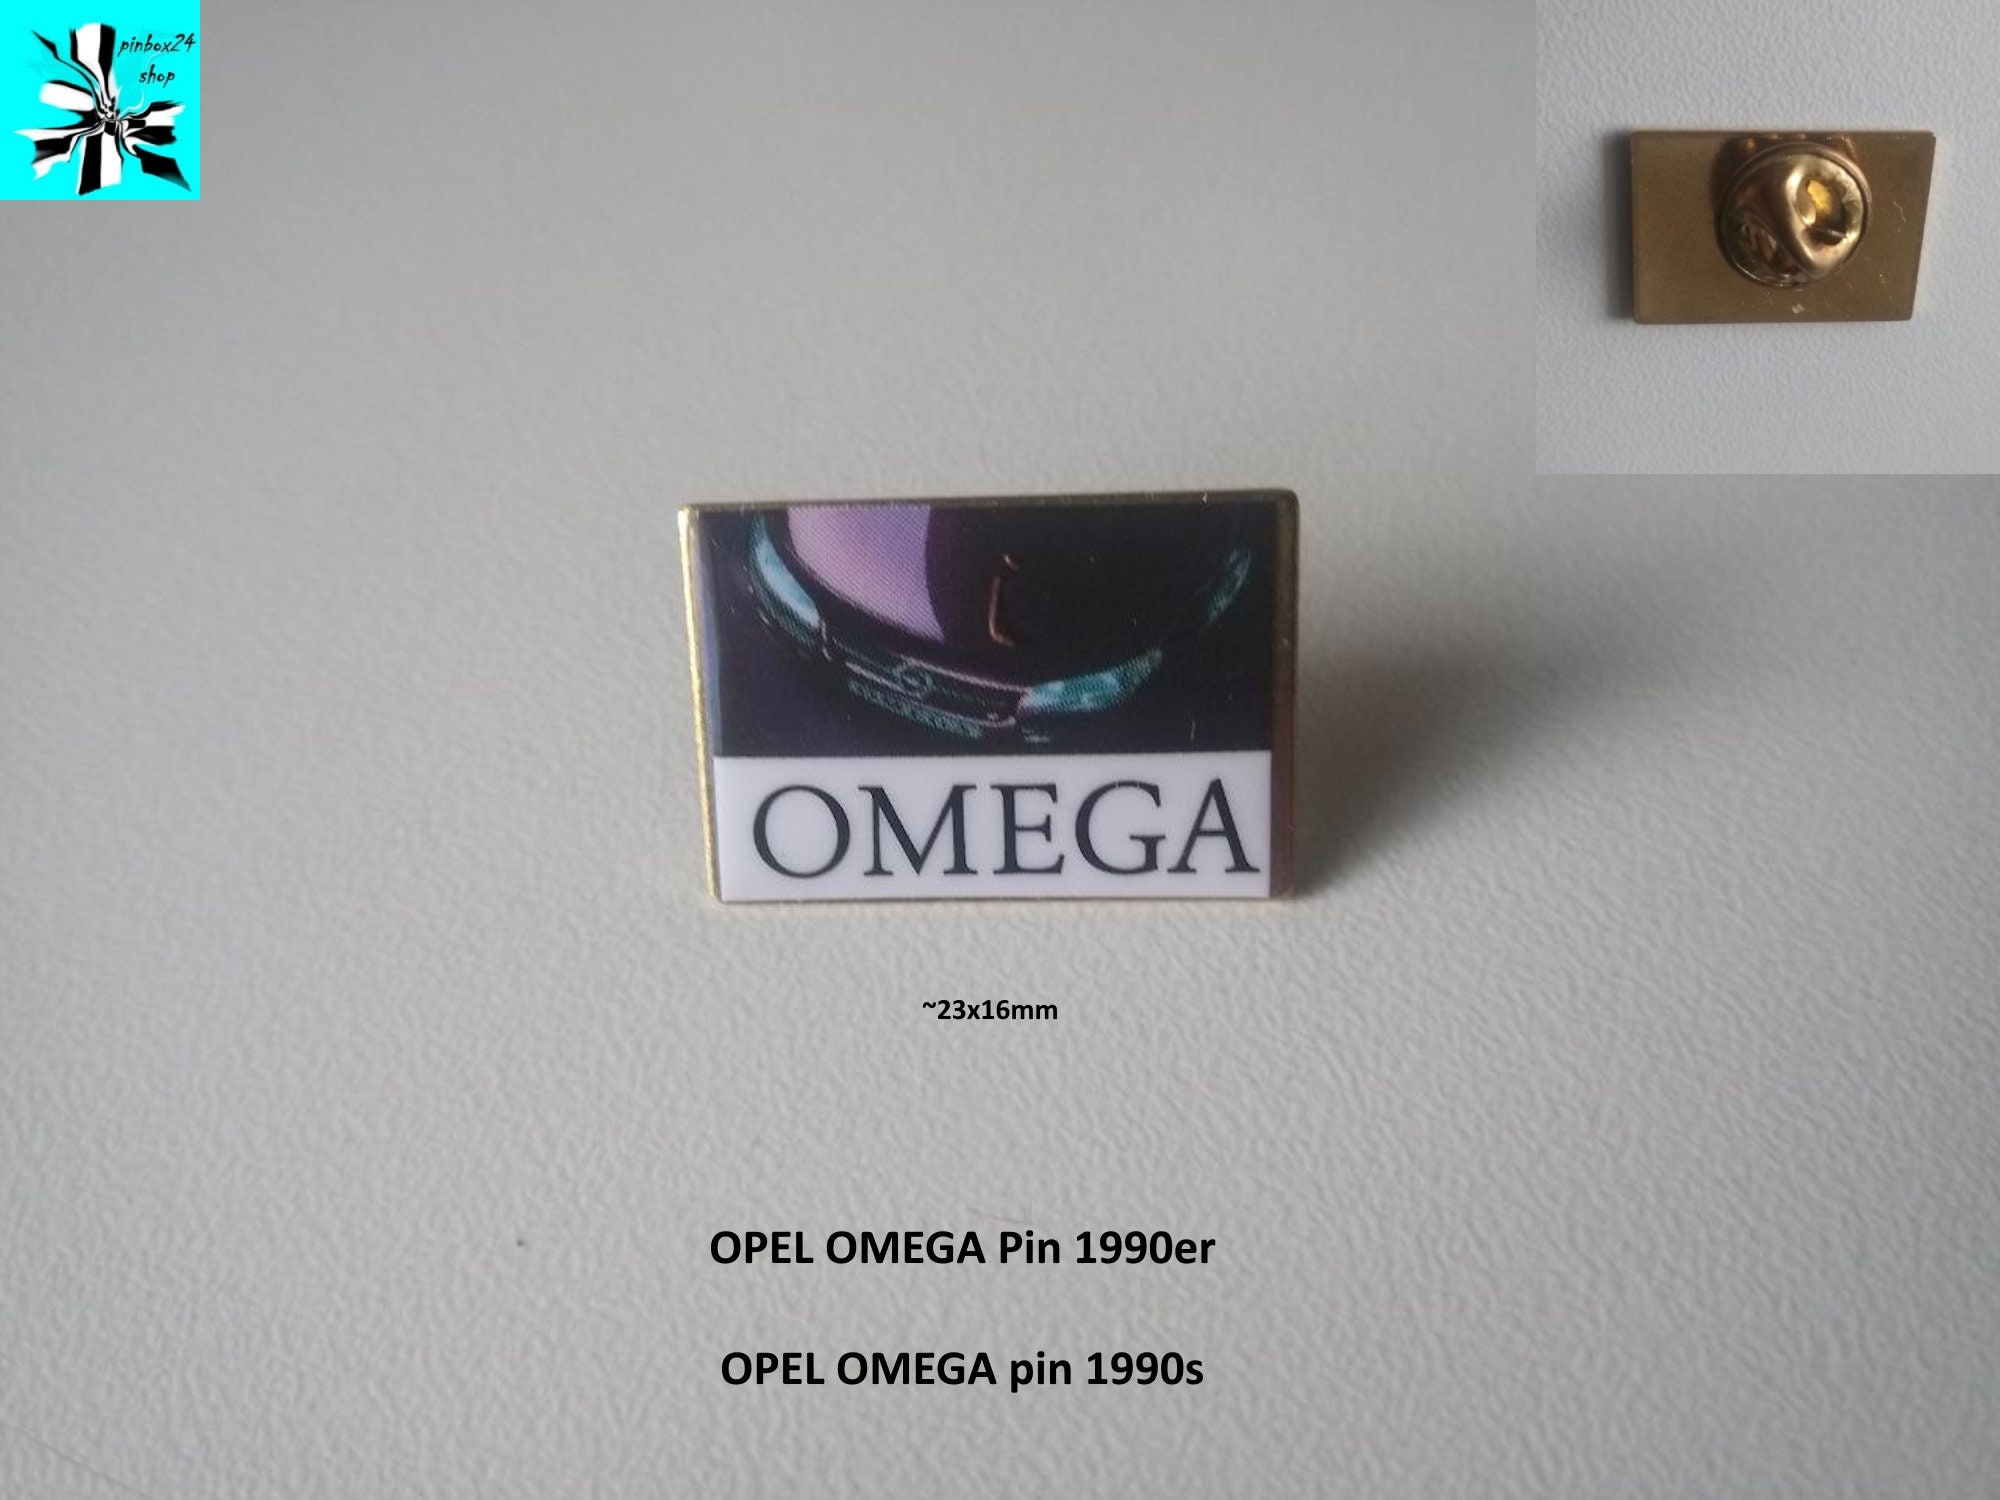 pinbox24
shop
OMEGA
~23x16mm
OPEL OMEGA Pin 1990er
OPEL OMEGA pin 1990s